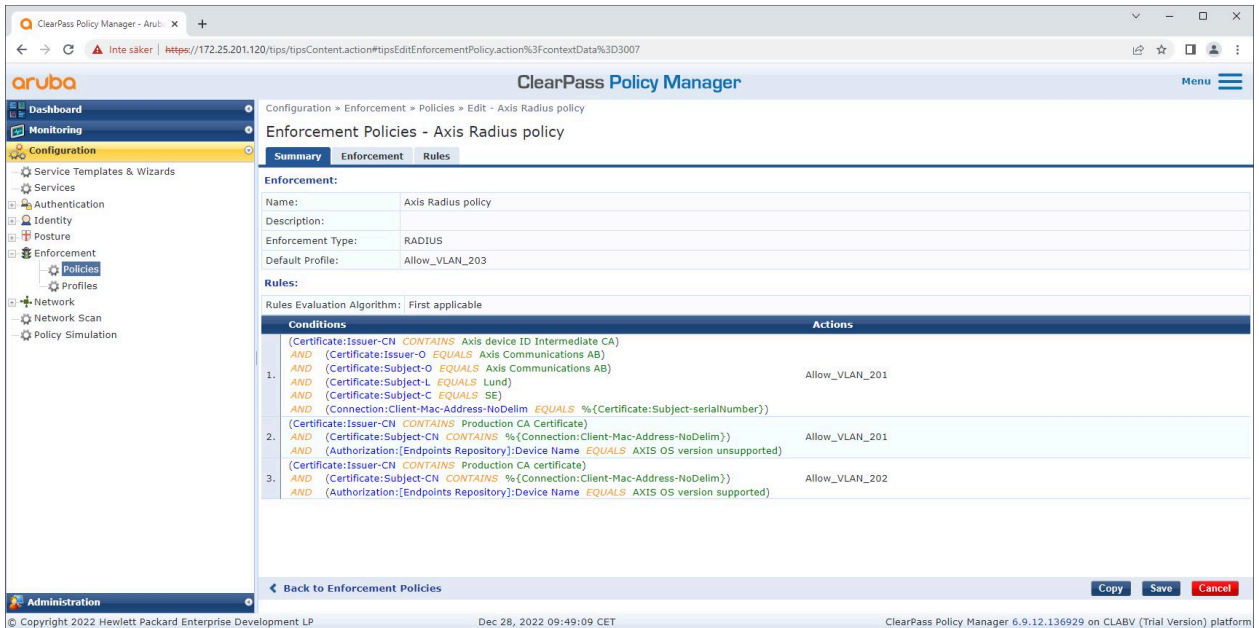 ClearPass Policy Manager - Arub
Inte säker | https://172.25.201.120/tips/tipsContent.action#tipsEditEnforcementPolicy.action%3FcontextData%3D3007
aruba
ClearPass Policy Manager
Menu
Dashboard
Monitoring
Configuration
Service Templates & Wizards
Services
Authentication
Identity
Posture
Enforcement
Policies
Profiles
Network
Network Scan
Policy Simulation
Administration
Configuration » Enforcement » Policies » Edit - Axis Radius policy
Enforcement Policies - Axis Radius policy
Summary Enforcement Rules
Enforcement:
Name: Axis Radius policy
Description:
Enforcement Type: RADIUS
Default Profile: Allow_VLAN_203
Rules:
Rules Evaluation Algorithm: First applicable
Conditions Actions
(Certificate:Issuer-CN CONTAINS Axis device ID Intermediate CA)
AND (Certificate:Issuer-O EQUALS Axis Communications AB)
AND (Certificate:Subject-O EQUALS Axis Communications AB)
1. AND (Certificate:Subject-L EQUALS Lund) Allow_VLAN_201
AND (Certificate:Subject-C EQUALS SE)
AND (Connection:Client-Mac-Address-NoDelim EQUALS %{Certificate:Subject-serialNumber})
(Certificate:Issuer-CN CONTAINS Production CA Certificate)
2. AND (Certificate:Subject-CN CONTAINS %{Connection:Client-Mac-Address-NoDelim}) Allow_VLAN_201
AND (Authorization:[Endpoints Repository]:Device Name EQUALS AXIS OS version unsupported)
(Certificate:Issuer-CN CONTAINS Production CA certificate)
3. AND (Certificate:Subject-CN CONTAINS %{Connection:Client-Mac-Address-NoDelim}) Allow_VLAN_202
AND (Authorization:[Endpoints Repository]:Device Name EQUALS AXIS OS version supported)
Back to Enforcement Policies
Copy Save Cancel
© Copyright 2022 Hewlett Packard Enterprise Development LP
Dec 28, 2022 09:49:09 CET
ClearPass Policy Manager 6.9.12.136929 on CLABV (Trial Version) platform